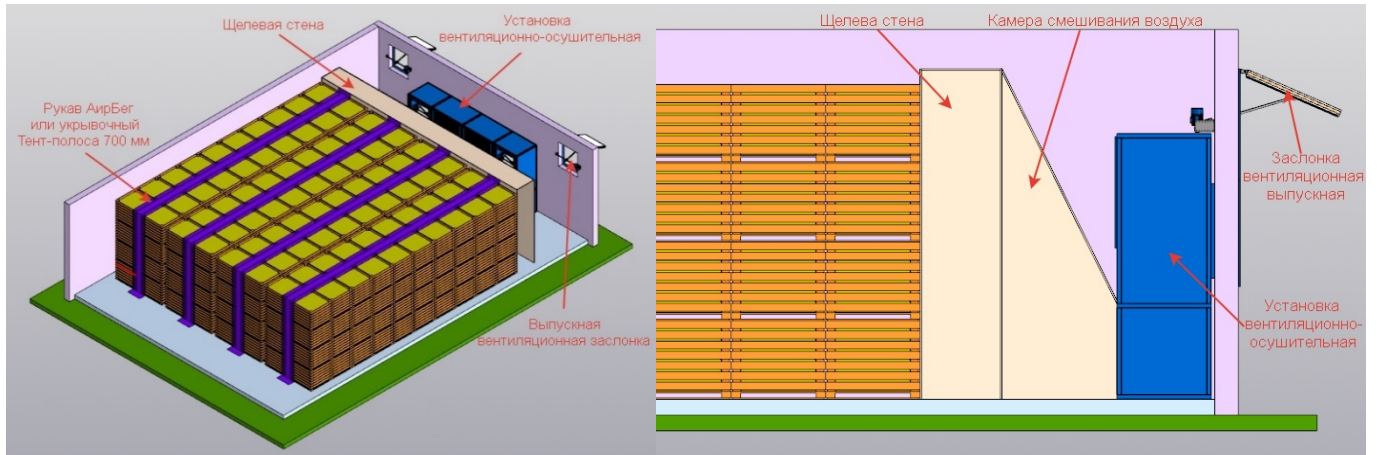 Щелевая стена
Установка
вентиляционно-осушительная
Рукав АирБег
или укрывочный
Тент-полоса 700 мм
Выпускная
вентиляционная заслонка
Щелева стена
Камера смешивания воздуха
Заслонка
вентиляционная
выпускная
Установка
вентиляционно-
осушительная